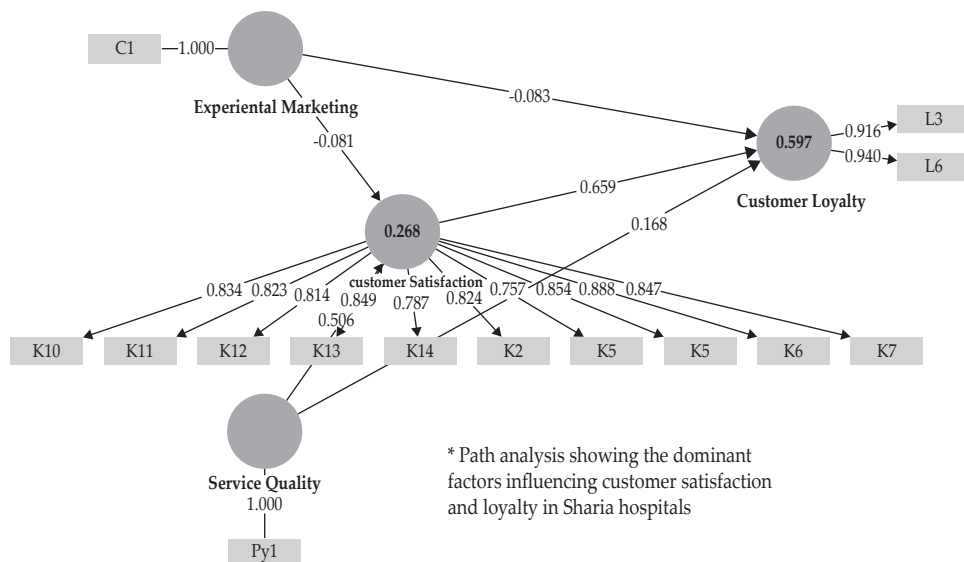 C1
1.000
Experiental Marketing
-0.083
-0.081
0.597
0.916
L3
0.940
L6
Customer Loyalty
0.659
0.168
0.268
customer Satisfaction
0.834
0.823
0.814
0.849
0.787
0.824
0.757
0.854
0.888
0.847
0.506
K10
K11
K12
K13
K14
K2
K5
K5
K6
K7
Service Quality
1.000
Py1
* Path analysis showing the dominant
factors influencing customer satisfaction
and loyalty in Sharia hospitals